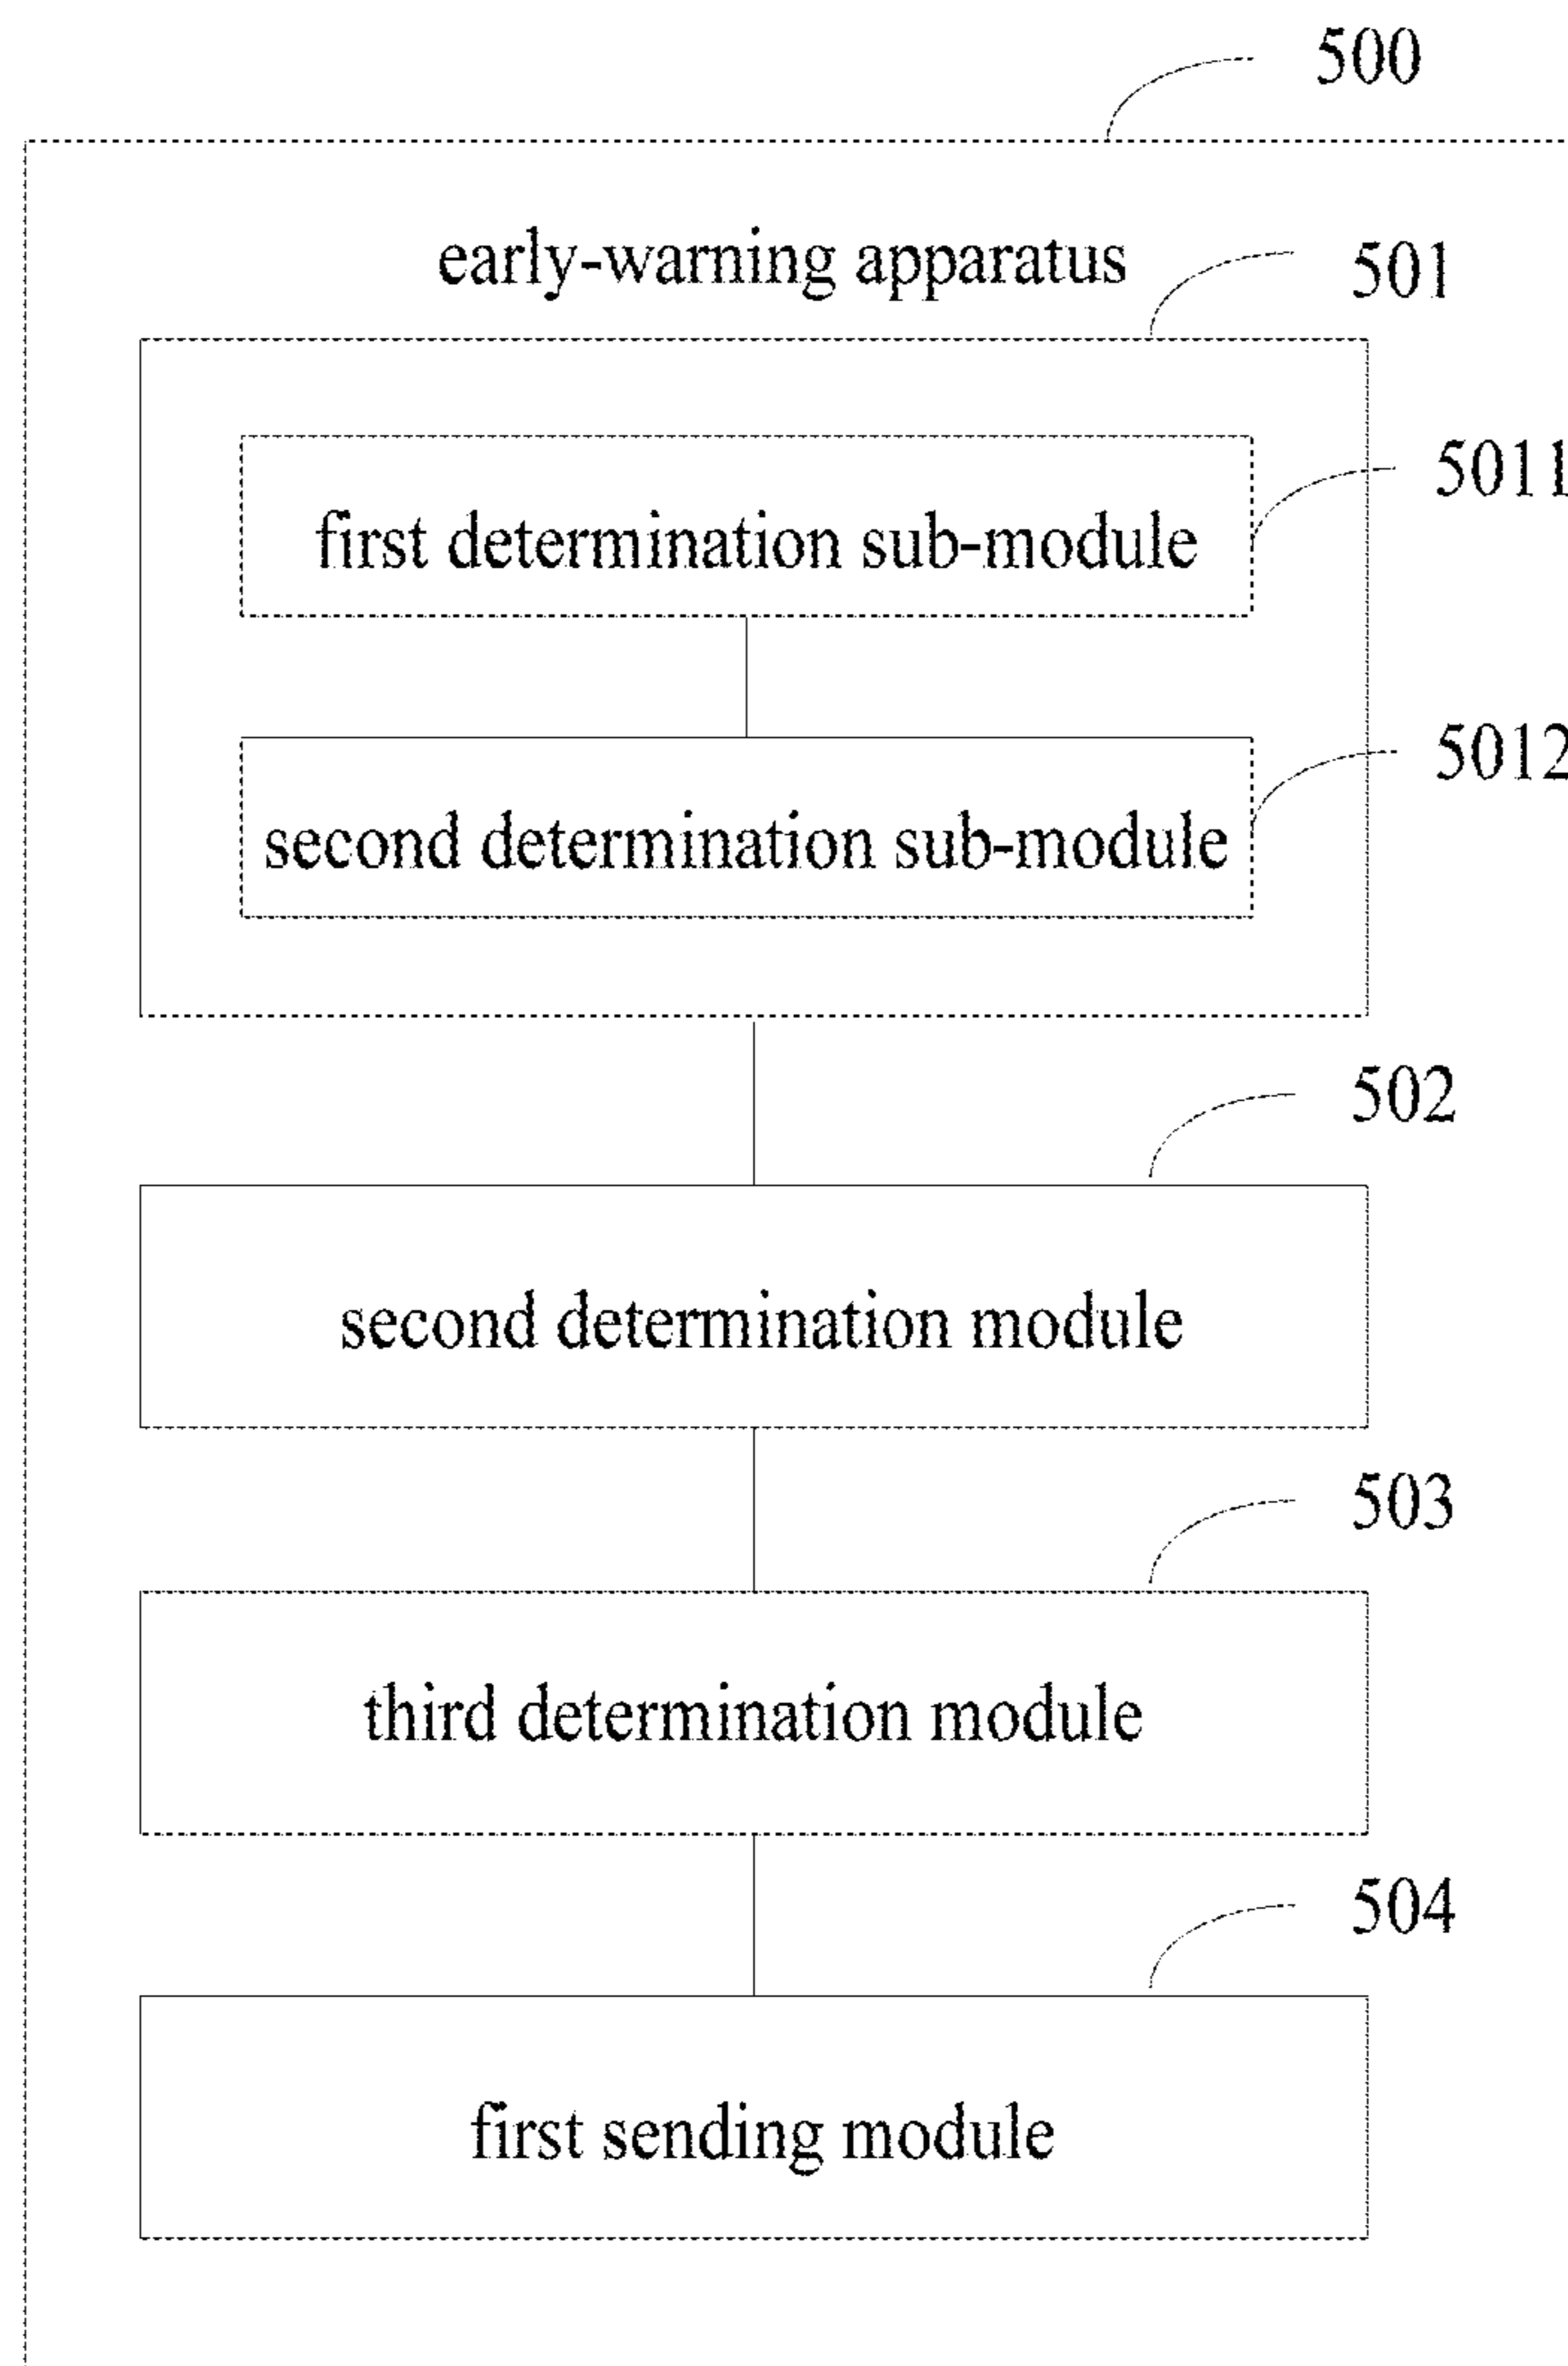 500
early-warning apparatus
501
5011
first determination sub-module
5012
second determination sub-module
502
second determination module
503
third determination module
504
first sending module